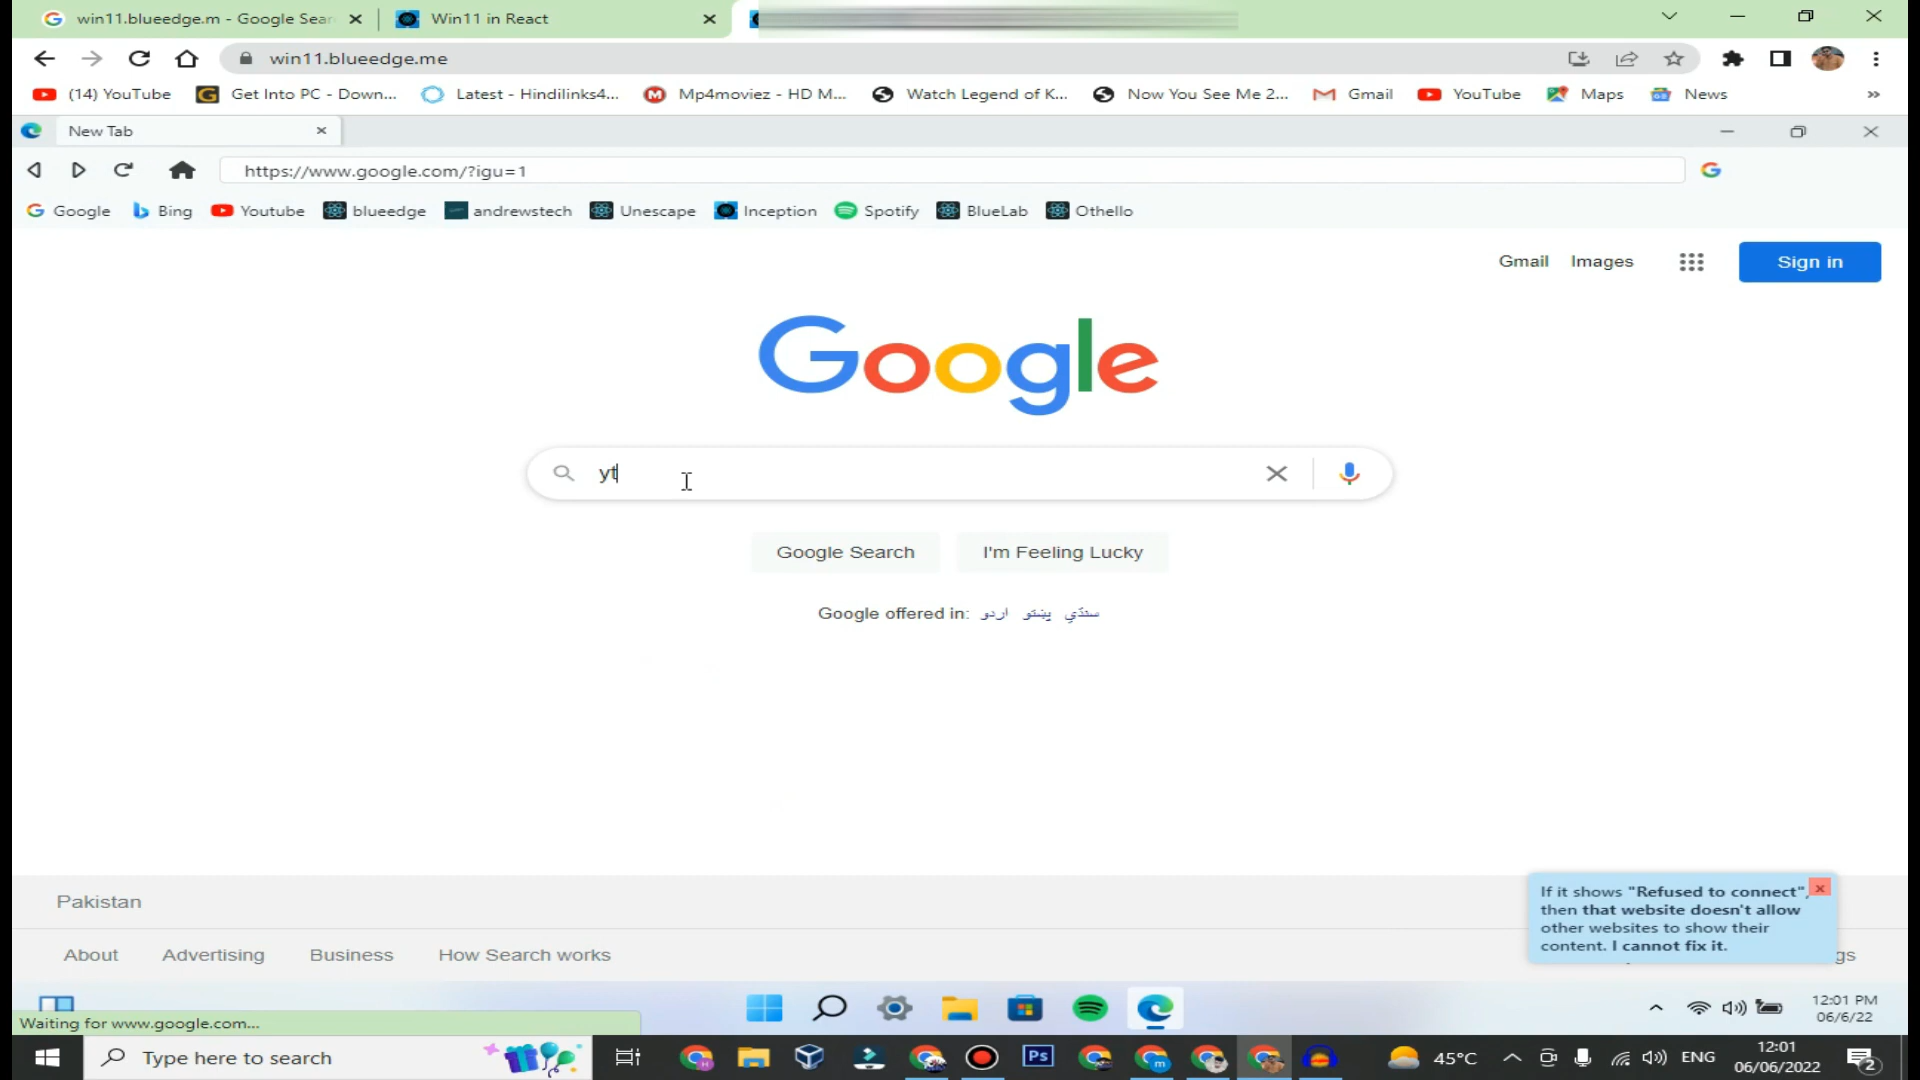 win11.blueedge.m - Google Sear
Win11 in React
win11.blueedge.me
(14) YouTube
Get Into PC - Down...
Latest - Hindilinks4...
Mp4moviez - HD M...
Watch Legend of K...
Now You See Me 2...
Gmail
YouTube
Maps
News
New Tab
https://www.google.com/?igu=1
Google
Bing
Youtube
blueedge
andrewstech
Unescape
Inception
Spotify
BlueLab
Othello
Gmail
Images
Sign in
Google
yt
Google Search
I'm Feeling Lucky
Google offered in: اردو پښتو سنڌي
Pakistan
If it shows "Refused to connect",
then that website doesn't allow
other websites to show their
content. I cannot fix it.
About
Advertising
Business
How Search works
gs
12:01 PM
06/6/22
Waiting for www.google.com...
Type here to search
Ps
45°C
ENG
12:01
06/06/2022
2